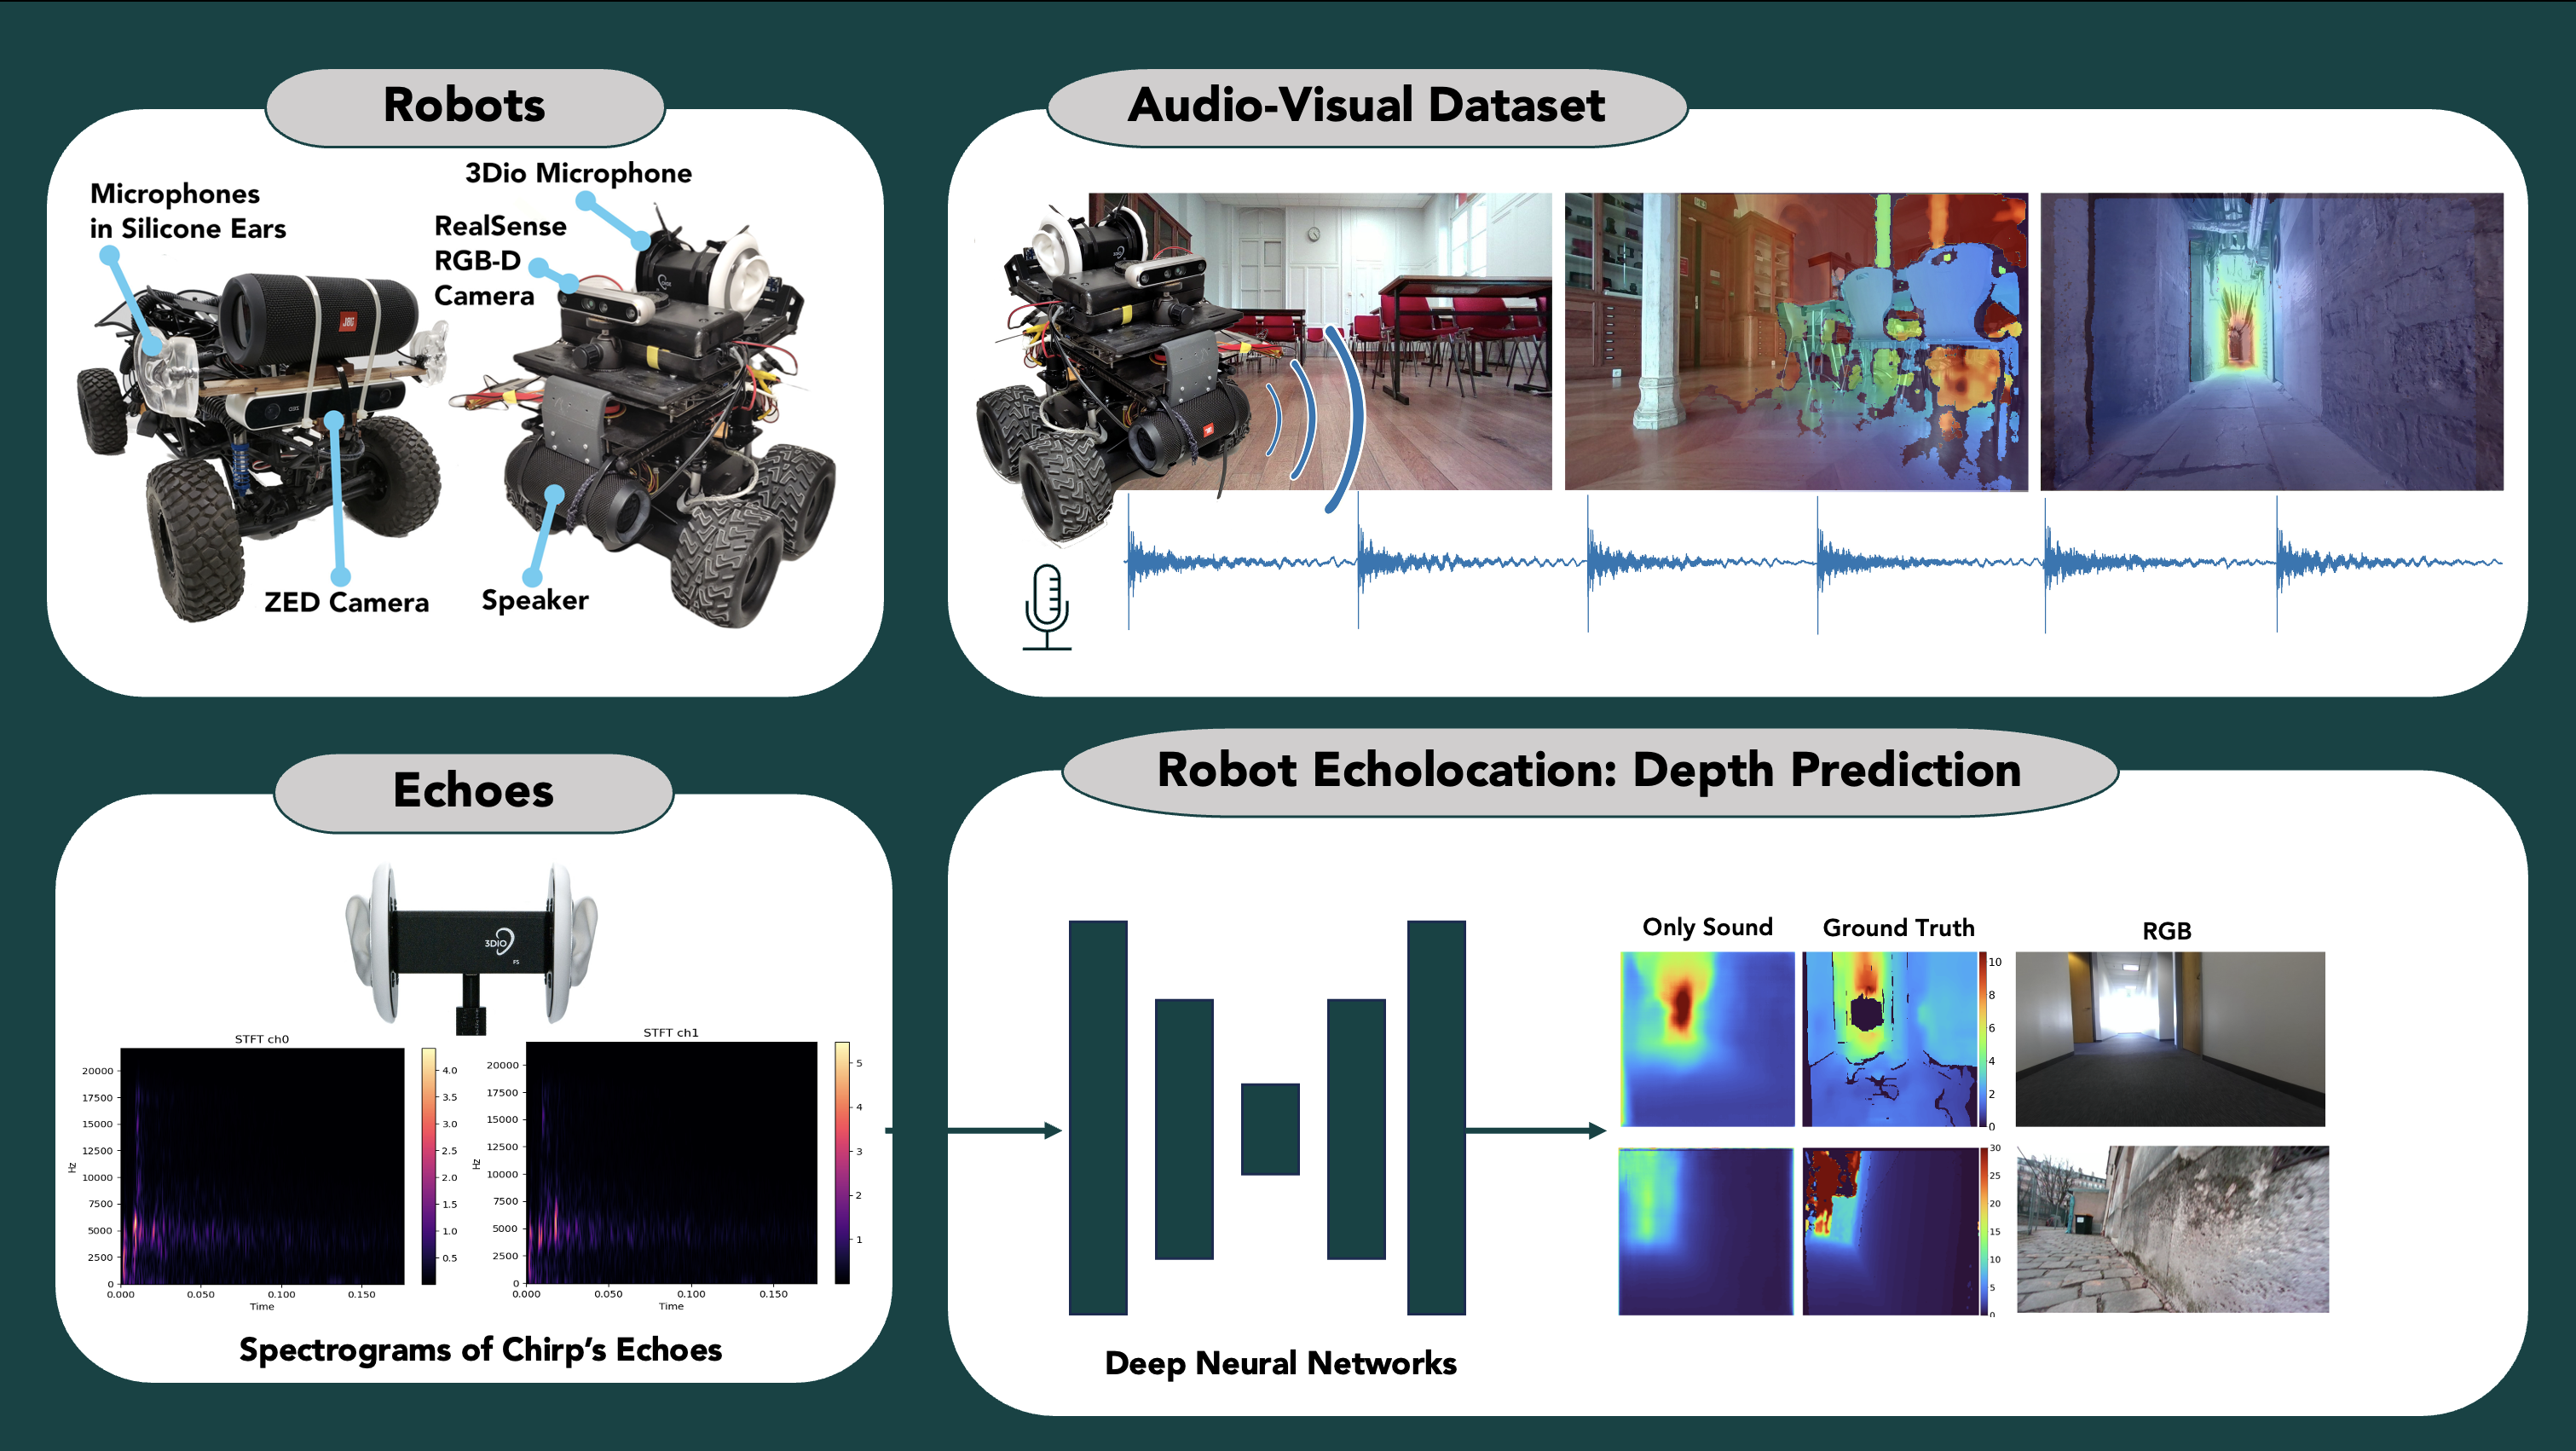 Robots
3Dio Microphone
Microphones
in Silicone Ears
RealSense
RGB-D
Camera
JBL
ZED Camera
Speaker
Audio-Visual Dataset
Echoes
3DIO
FS
STFT ch0
20000
17500
15000
12500
10000
7500
5000
2500
0
Hz
0.000
0.050
0.100
0.150
Time
4.0
3.5
3.0
2.5
2.0
1.5
1.0
0.5
STFT ch1
20000
17500
15000
12500
10000
7500
5000
2500
0
Hz
0.000
0.050
0.100
0.150
Time
5
4
3
2
1
Spectrograms of Chirp’s Echoes
Robot Echolocation: Depth Prediction
Deep Neural Networks
Only Sound
Ground Truth
RGB
10
8
6
4
2
0
30
25
20
15
10
5
0